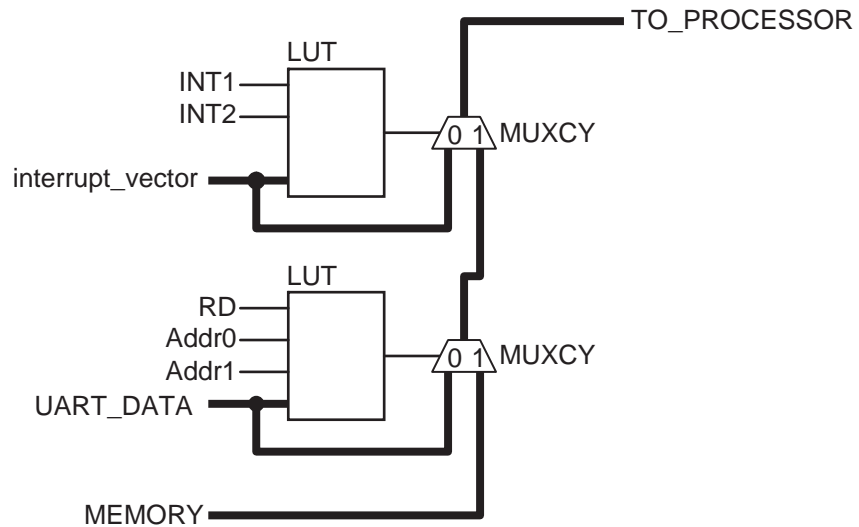 TO_PROCESSOR
LUT
INT1
INT2
0 1 MUXCY
interrupt_vector
LUT
RD
Addr0
0 1 MUXCY
Addr1
UART_DATA
MEMORY